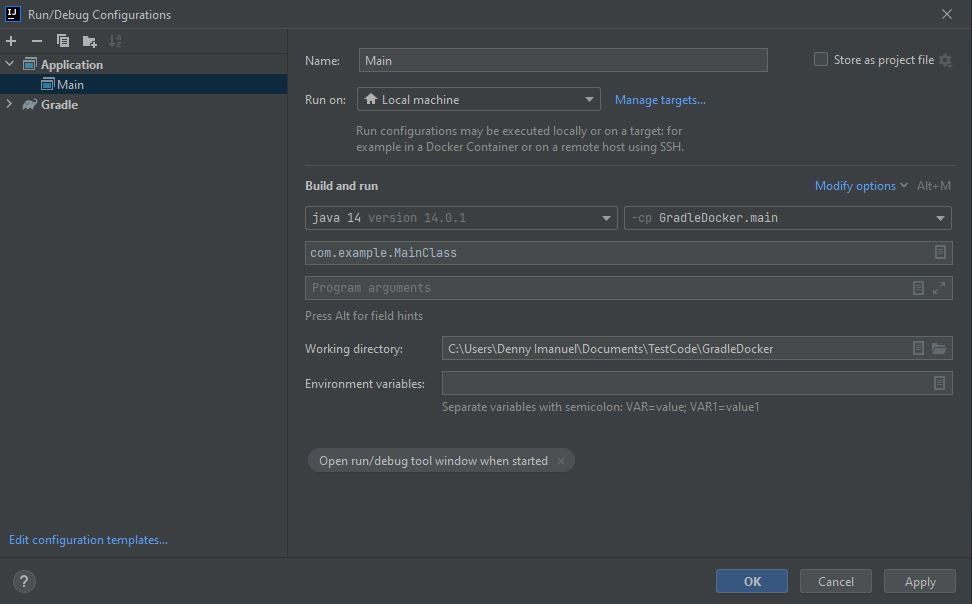 IJ Run/Debug Configurations
Application
Main
Gradle
Name: Main
Store as project file
Run on: Local machine Manage targets...
Run configurations may be executed locally or on a target: for
example in a Docker Container or on a remote host using SSH.
Build and run Modify options Alt+M
java 14 version 14.0.1 -cp GradleDocker.main
com.example.MainClass
Program arguments
Press Alt for field hints
Working directory: C:\Users\Denny Imanuel\Documents\TestCode\GradleDocker
Environment variables:
Separate variables with semicolon: VAR=value; VAR1=value1
Open run/debug tool window when started
Edit configuration templates...
? OK Cancel Apply